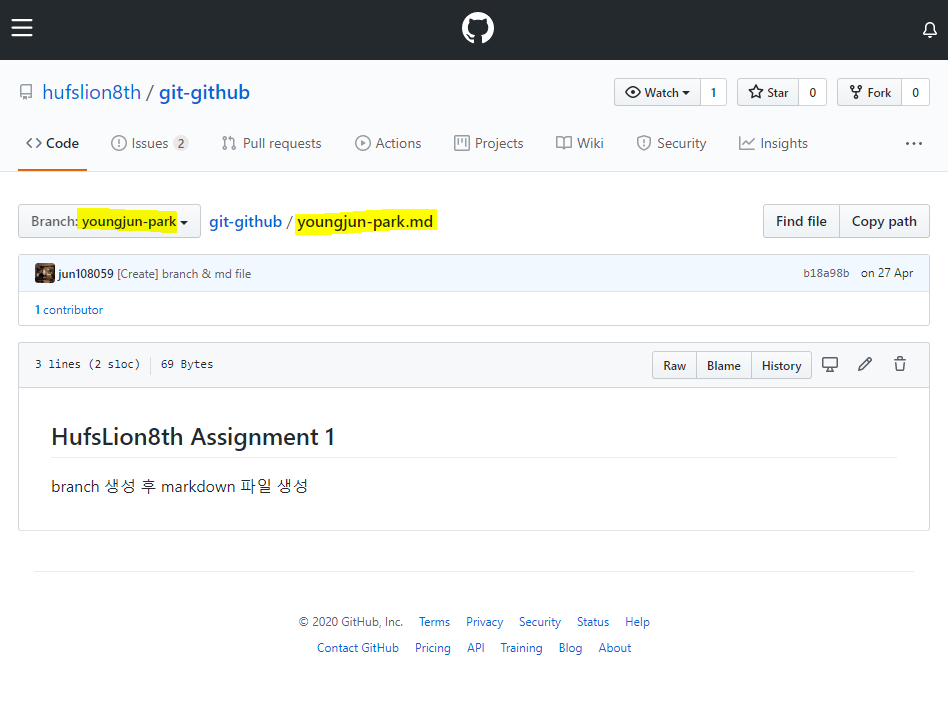 hufslion8th / git-github
Watch 1 Star 0 Fork 0
Code Issues 2 Pull requests Actions Projects Wiki Security Insights
Branch: youngjun-park git-github / youngjun-park.md Find file Copy path
jun108059 [Create] branch & md file b18a98b on 27 Apr
1 contributor
3 lines (2 sloc) 69 Bytes Raw Blame History
HufsLion8th Assignment 1
branch 생성 후 markdown 파일 생성
© 2020 GitHub, Inc. Terms Privacy Security Status Help
Contact GitHub Pricing API Training Blog About